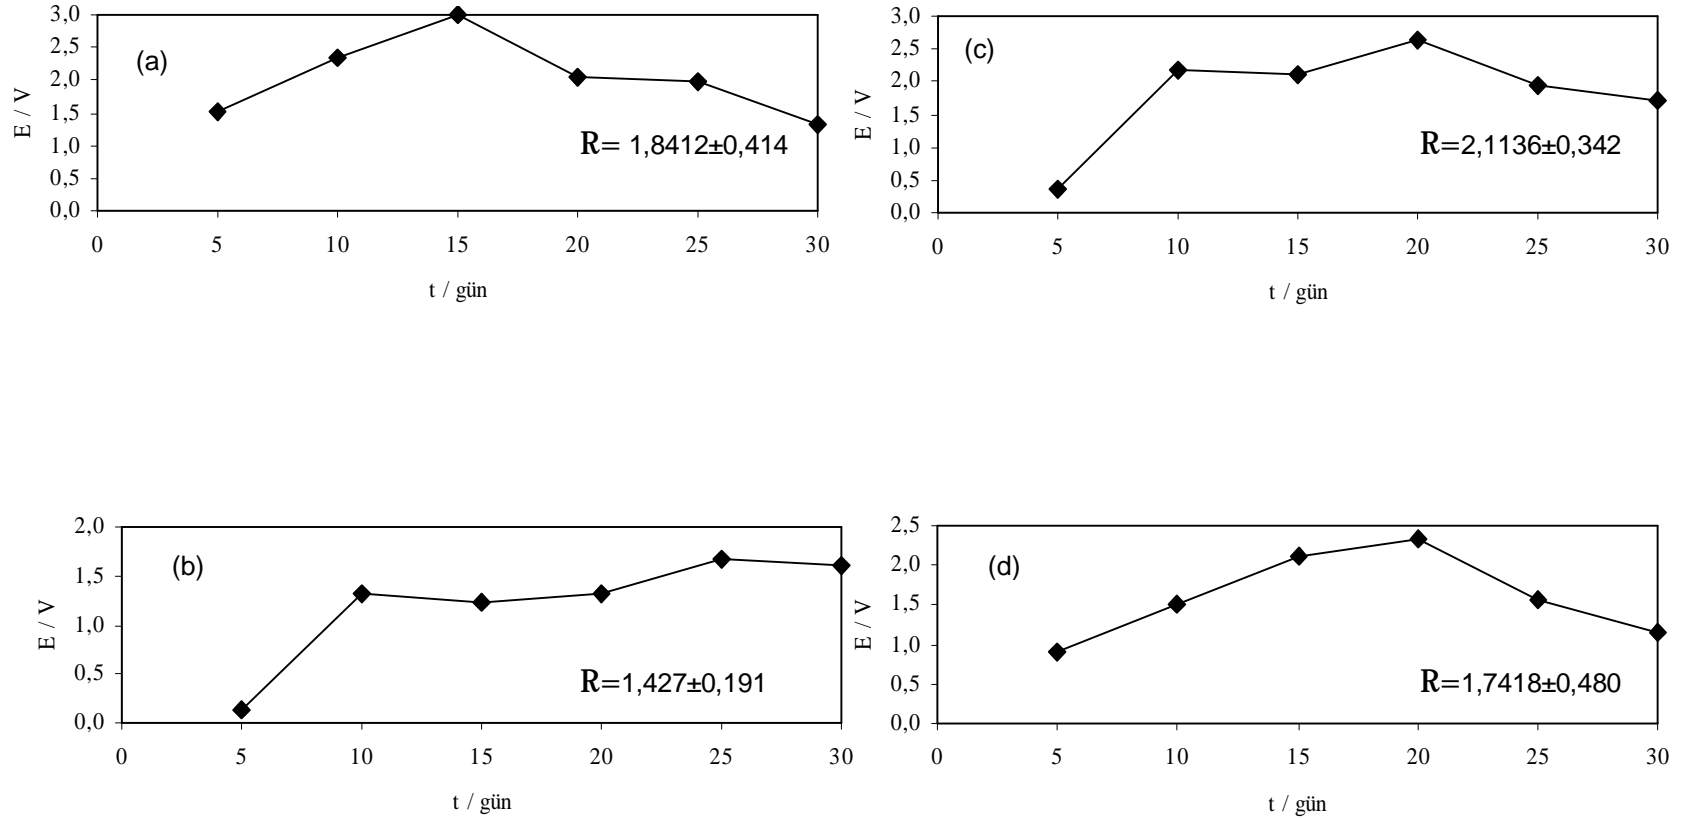 (a)
E / V
3,0
2,5
2,0
1,5
1,0
0,5
0,0
R= 1,8412±0,414
0 5 10 15 20 25 30
t / gün
(c)
E / V
3,0
2,5
2,0
1,5
1,0
0,5
0,0
R=2,1136±0,342
0 5 10 15 20 25 30
t / gün
(b)
E / V
2,0
1,5
1,0
0,5
0,0
R=1,427±0,191
0 5 10 15 20 25 30
t / gün
(d)
E / V
2,5
2,0
1,5
1,0
0,5
0,0
R=1,7418±0,480
0 5 10 15 20 25 30
t / gün